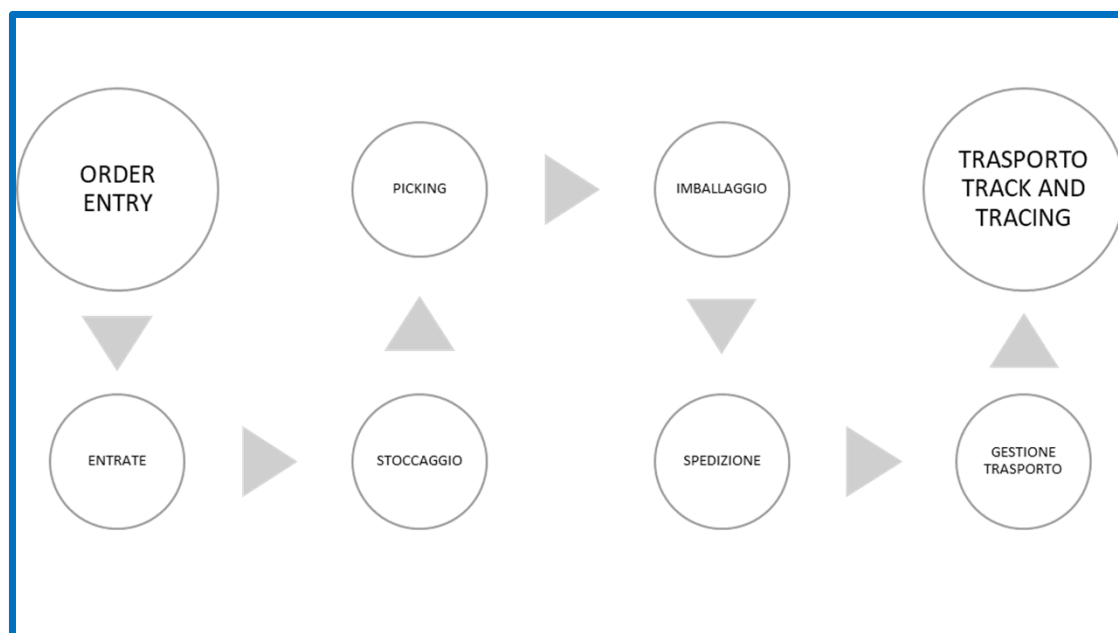 ORDER
ENTRY
ENTRATE
STOCCAGGIO
PICKING
IMBALLAGGIO
SPEDIZIONE
GESTIONE
TRASPORTO
TRASPORTO
TRACK AND
TRACING